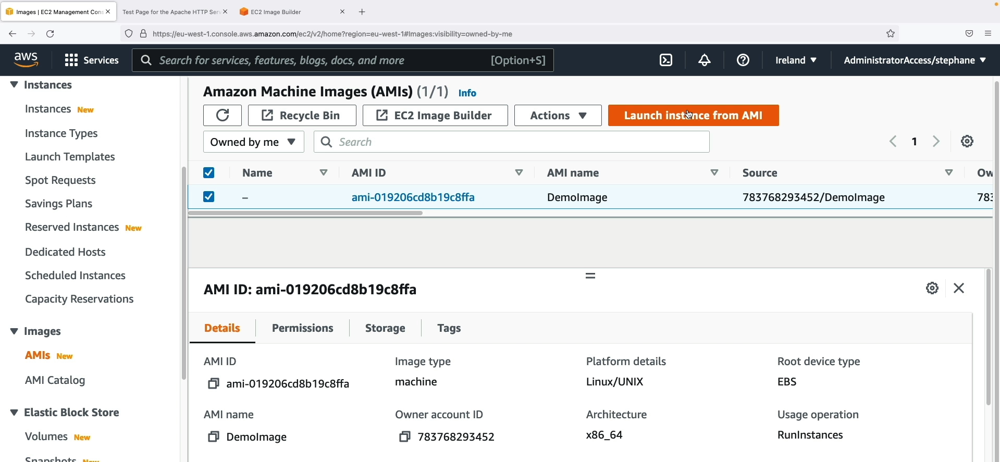 Images | EC2 Management Cons
Test Page for the Apache HTTP Serv
EC2 Image Builder
https://eu-west-1.console.aws.amazon.com/ec2/v2/home?region=eu-west-1#Images:visibility=owned-by-me
aws
Services
Search for services, features, blogs, docs, and more
[Option+S]
Ireland
AdministratorAccess/stephane
Instances
Instances New
Instance Types
Launch Templates
Spot Requests
Savings Plans
Reserved Instances New
Dedicated Hosts
Scheduled Instances
Capacity Reservations
Images
AMIs New
AMI Catalog
Elastic Block Store
Volumes New
Snapshots New
Amazon Machine Images (AMIs) (1/1) Info
Recycle Bin
EC2 Image Builder
Actions
Launch instance from AMI
Owned by me
Search
1
Name AMI ID AMI name Source Ow
– ami-019206cd8b19c8ffa DemoImage 783768293452/DemoImage 783
AMI ID: ami-019206cd8b19c8ffa
Details Permissions Storage Tags
AMI ID Image type Platform details Root device type
ami-019206cd8b19c8ffa machine Linux/UNIX EBS
AMI name Owner account ID Architecture Usage operation
DemoImage 783768293452 x86_64 RunInstances